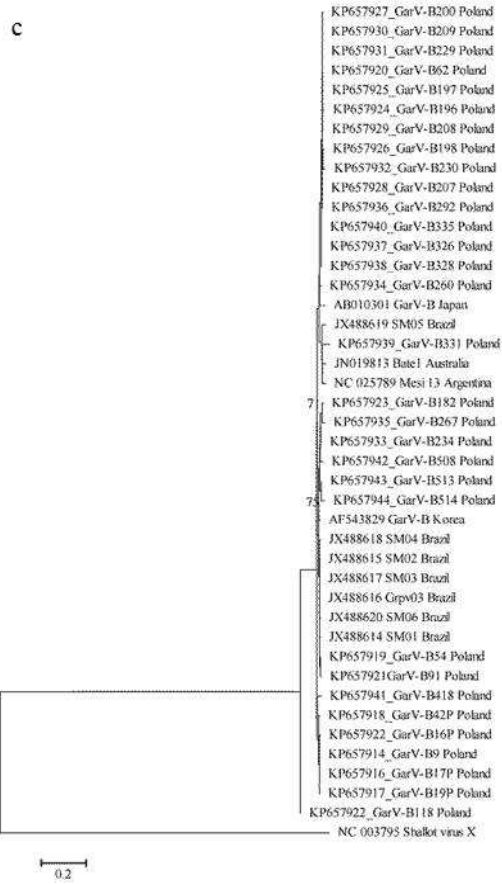 c
KP657927_GarV-B200 Poland
KP657930_GarV-B209 Poland
KP657931_GarV-B229 Poland
KP657920_GarV-B62 Poland
KP657925_GarV-B197 Poland
KP657924_GarV-B196 Poland
KP657929_GarV-B208 Poland
KP657926_GarV-B198 Poland
KP657932_GarV-B230 Poland
KP657928_GarV-B207 Poland
KP657936_GarV-B292 Poland
KP657940_GarV-B335 Poland
KP657937_GarV-B326 Poland
KP657938_GarV-B328 Poland
KP657934_GarV-B260 Poland
AB010301 GarV-B Japan
JX488619 SM05 Brazil
KP657939_GarV-B331 Poland
JN019813 Bate1 Australia
NC 025789 Mesi 13 Argentina
7 KP657923_GarV-B182 Poland
KP657935_GarV-B267 Poland
KP657933_GarV-B234 Poland
KP657942_GarV-B508 Poland
KP657943_GarV-B513 Poland
75 KP657944_GarV-B514 Poland
AF543829 GarV-B Korea
JX488618 SM04 Brazil
JX488615 SM02 Brazil
JX488617 SM03 Brazil
JX488616 Grpv03 Brazil
JX488620 SM06 Brazil
JX488614 SM01 Brazil
KP657919_GarV-B54 Poland
KP657921GarV-B91 Poland
KP657941_GarV-B418 Poland
KP657918_GarV-B42P Poland
KP657922_GarV-B16P Poland
KP657914_GarV-B9 Poland
KP657916_GarV-B17P Poland
KP657917_GarV-B19P Poland
KP657922_GarV-B118 Poland
NC 003795 Shallot virus X
0.2